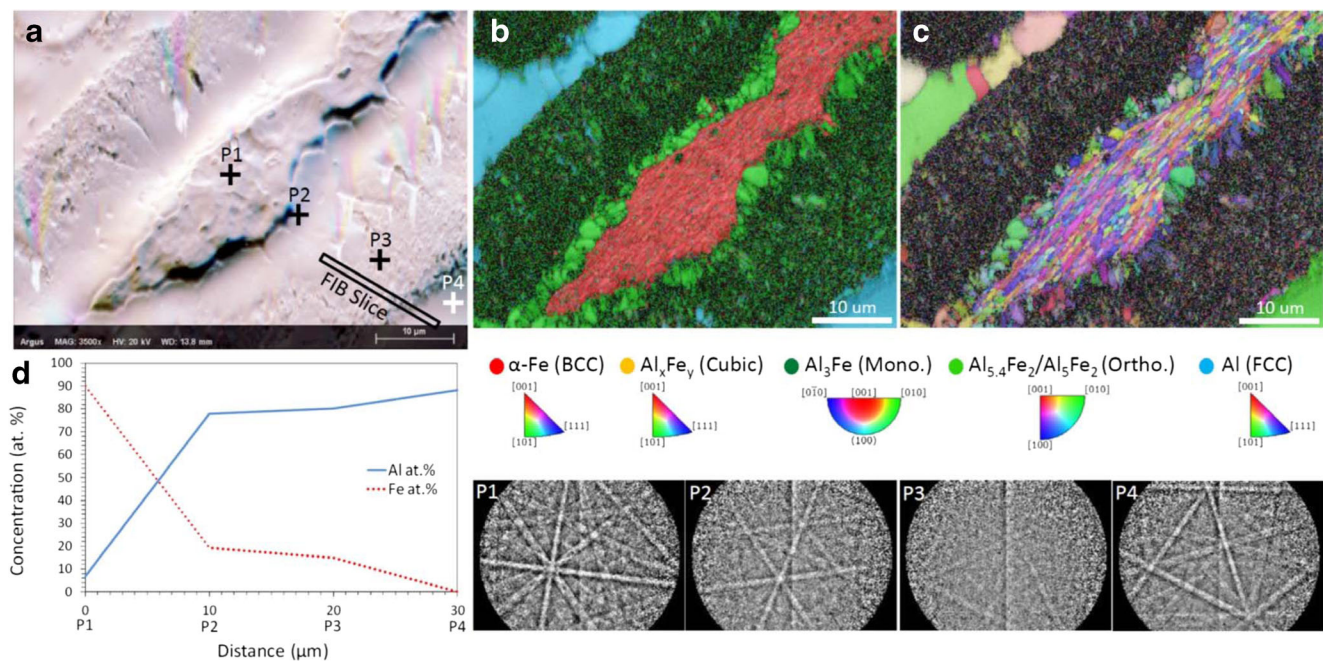 a
P1
P2
P3
P4
FIB Slice
Argus MAG: 3500x HV: 20 kV WD: 13.8 mm
10 µm
b
10 um
c
10 um
α-Fe (BCC)
AlxFey (Cubic)
Al3Fe (Mono.)
Al5.4Fe2/Al5Fe2 (Ortho.)
Al (FCC)
[001]
[101]
[111]
[001]
[101]
[111]
[01̄0]
[001]
[010]
(100)
[001]
[010]
[100]
[001]
[101]
[111]
d
Concentration (at. %)
100
90
80
70
60
50
40
30
20
10
0
Al at.%
Fe at.%
0
10
20
30
P1
P2
P3
P4
Distance (µm)
P1
P2
P3
P4